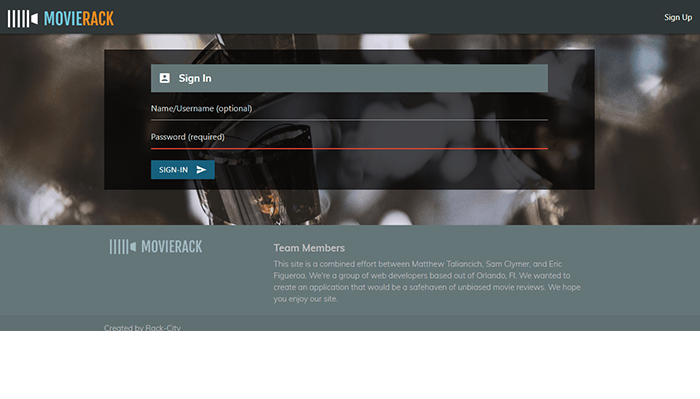 MOVIERACK
Sign Up
Sign In
Name/Username (optional)
Password (required)
SIGN-IN
MOVIERACK
Team Members
This site is a combined effort between Matthew Taliancich, Sam Clymer, and Eric
Figueroa. We're a group of web developers based out of Orlando, Fl. We wanted to
create an application that would be a safehaven of unbiased movie reviews. We hope
you enjoy our site.
Created by Rack-City